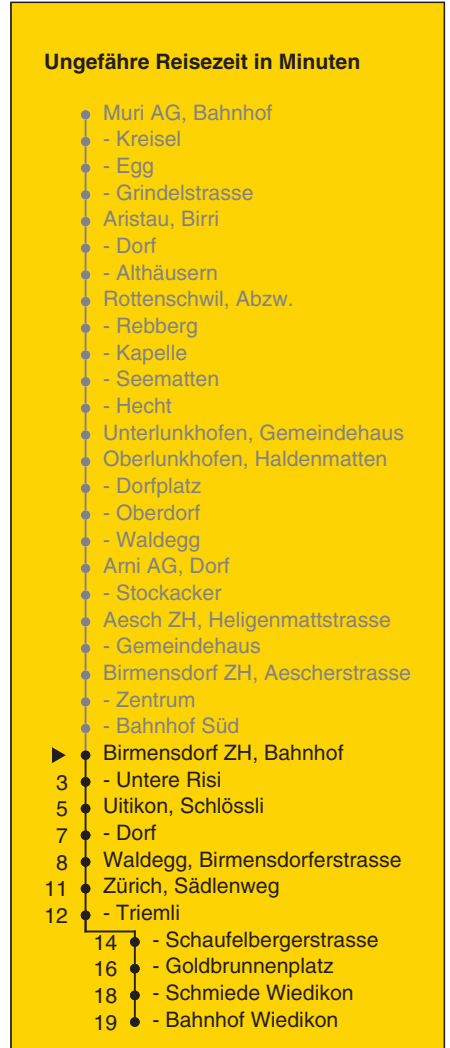 Ungefähre Reisezeit in Minuten
Muri AG, Bahnhof
- Kreisel
- Egg
- Grindelstrasse
Aristau, Birri
- Dorf
- Althäusern
Rottenschwil, Abzw.
- Rebberg
- Kapelle
- Seematten
- Hecht
Unterlunkhofen, Gemeindehaus
Oberlunkhofen, Haldenmatten
- Dorfplatz
- Oberdorf
- Waldegg
Arni AG, Dorf
- Stockacker
Aesch ZH, Heligenmattstrasse
- Gemeindehaus
Birmensdorf ZH, Aescherstrasse
- Zentrum
- Bahnhof Süd
Birmensdorf ZH, Bahnhof
3 - Untere Risi
5 Uitikon, Schlössli
7 - Dorf
8 Waldegg, Birmensdorferstrasse
11 Zürich, Sädlenweg
12 - Triemli
14 - Schaufelbergerstrasse
16 - Goldbrunnenplatz
18 - Schmiede Wiedikon
19 - Bahnhof Wiedikon